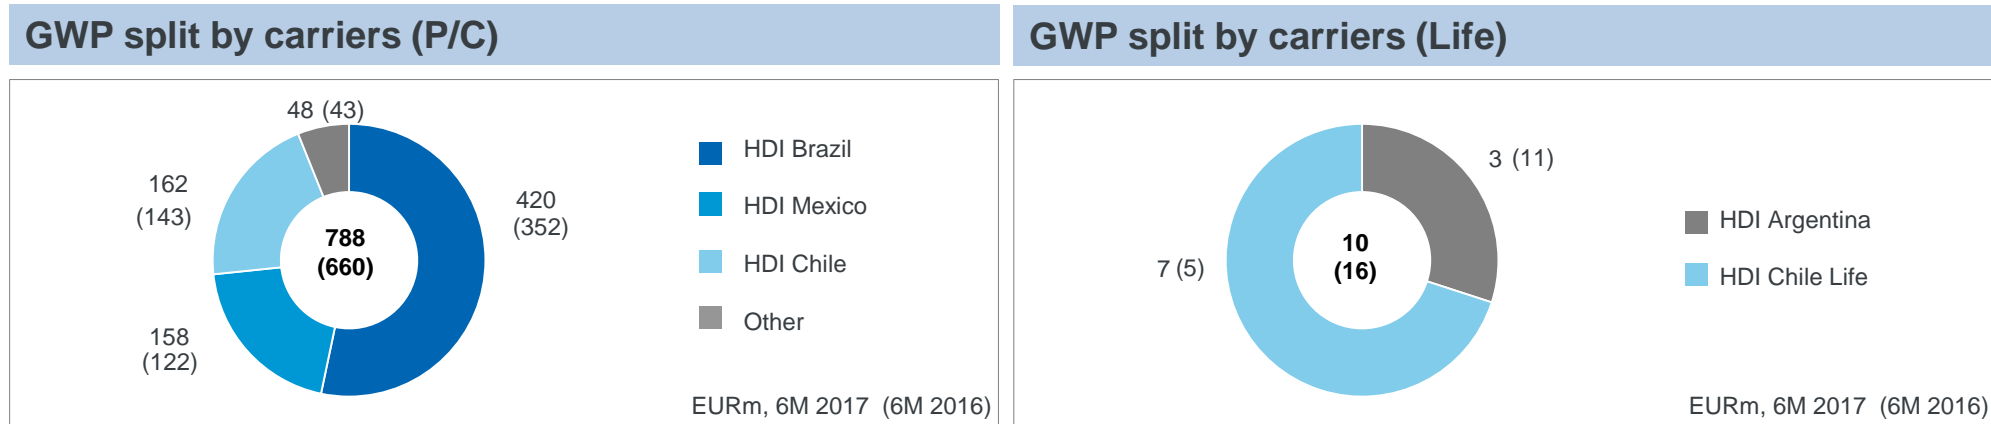 GWP split by carriers (P/C)
48 (43)
162
(143)
420
(352)
788
(660)
158
(122)
HDI Brazil
HDI Mexico
HDI Chile
Other
EURm, 6M 2017 (6M 2016)
GWP split by carriers (Life)
3 (11)
7 (5)
10
(16)
HDI Argentina
HDI Chile Life
EURm, 6M 2017 (6M 2016)